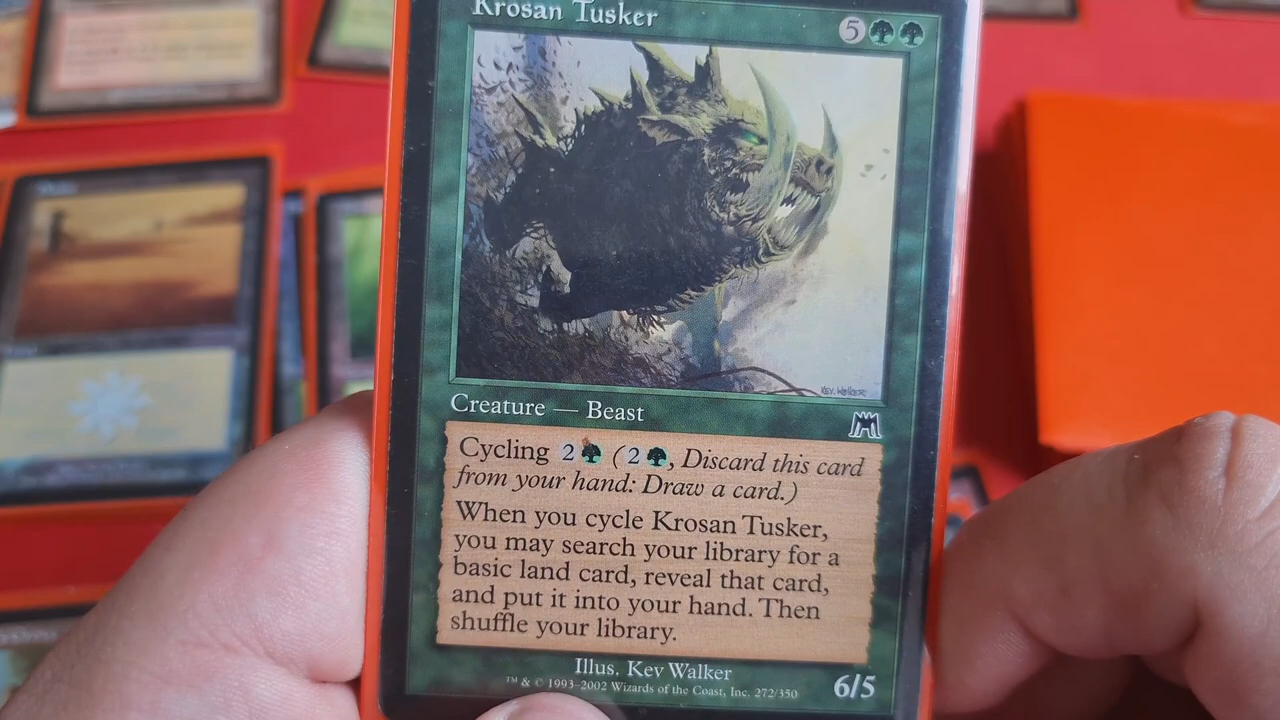 Krosan Tusker
5
KEV. WALKER
Creature — Beast
Cycling 2 (2, Discard this card
from your hand: Draw a card.)
When you cycle Krosan Tusker,
you may search your library for a
basic land card, reveal that card,
and put it into your hand. Then
shuffle your library.
Illus. Kev Walker
™ & © 1993–2002 Wizards of the Coast, Inc. 272/350
6/5